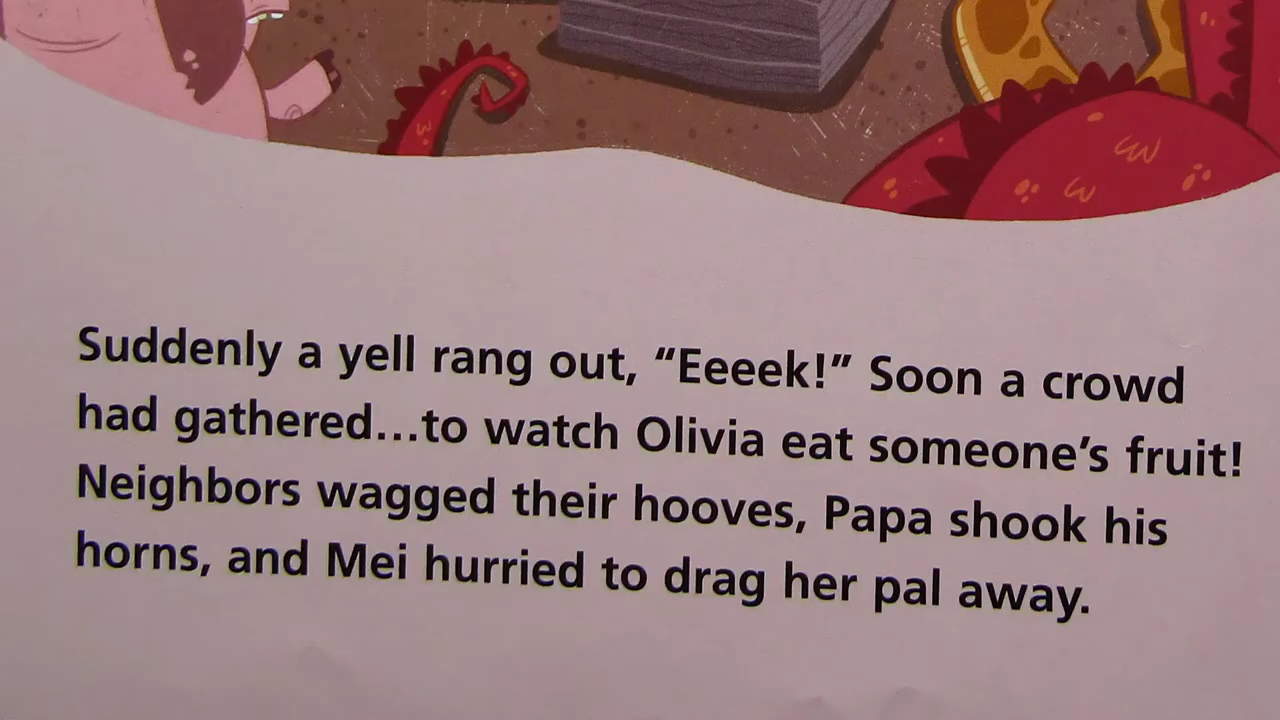 Suddenly a yell rang out, “Eeeek!” Soon a crowd
had gathered...to watch Olivia eat someone’s fruit!
Neighbors wagged their hooves, Papa shook his
horns, and Mei hurried to drag her pal away.